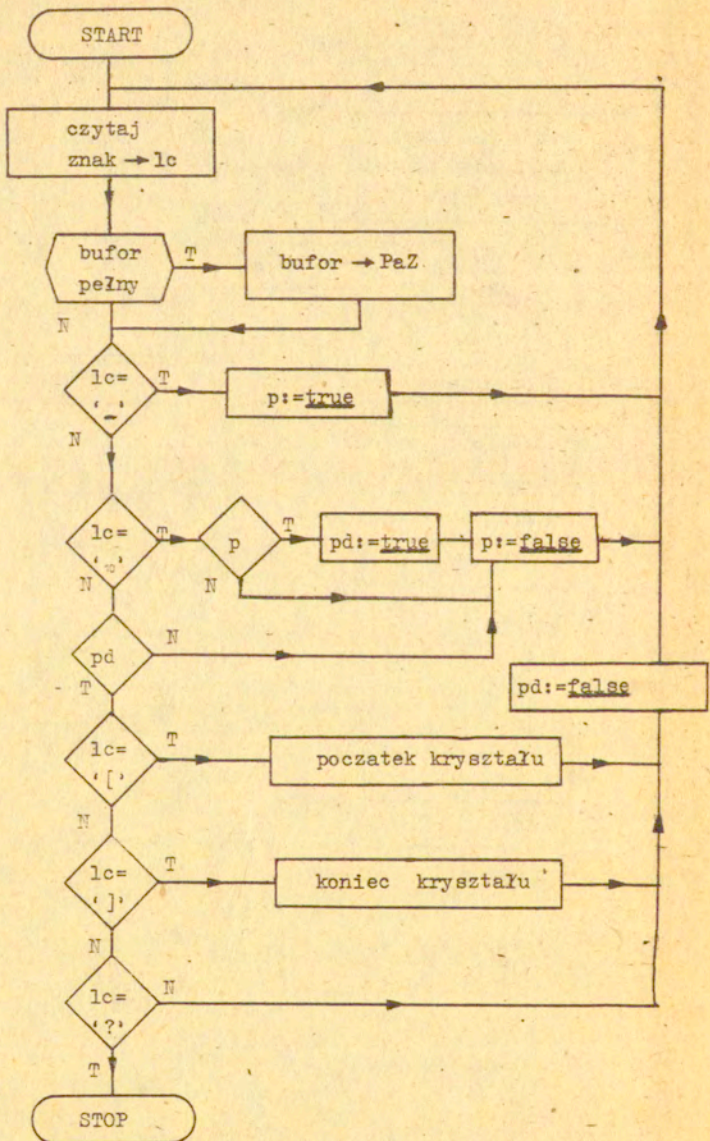 START
czytaj
znak → lc
bufor
pełny
T
bufor → PaZ
N
lc=
'_'
T
p:=true
N
lc=
T
p
T
pd:=true
p:=false
N
N
pd
N
T
pd:=false
lc=
'['
T
poczatek kryształu
N
lc=
']'
T
koniec kryształu
N
lc=
'?'
N
T
STOP